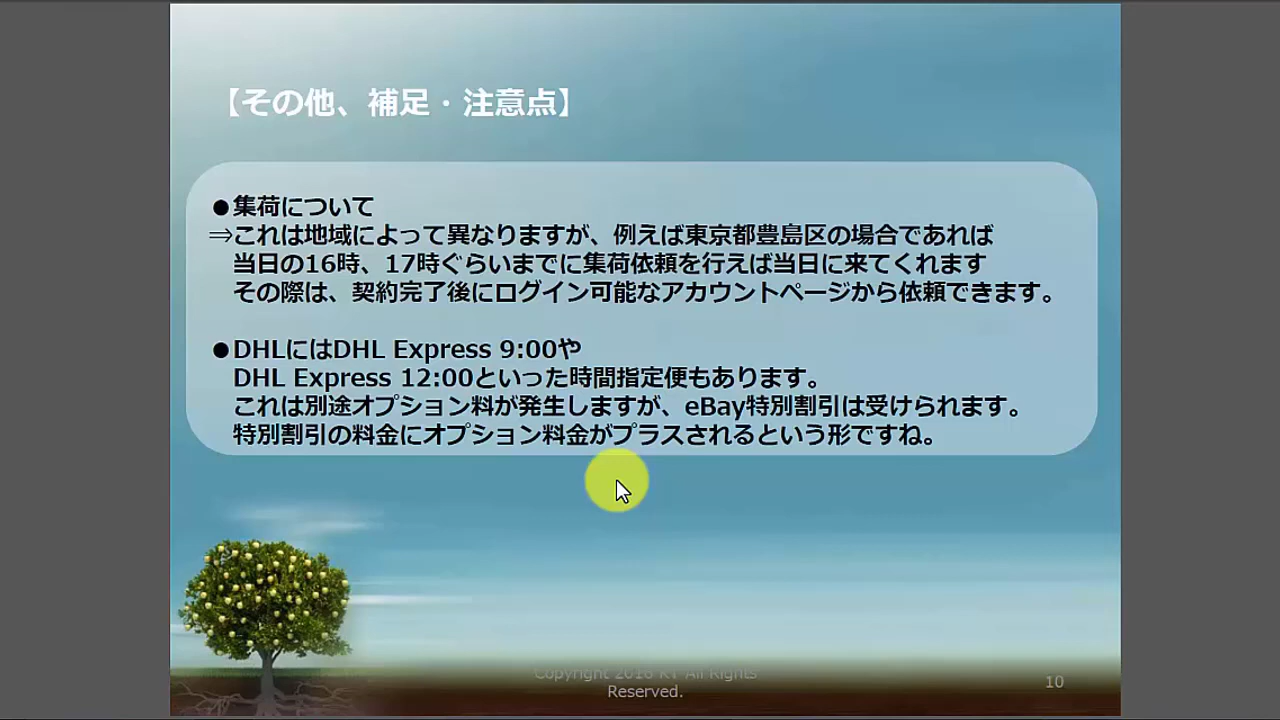 【その他、補足・注意点】
●集荷について
⇒これは地域によって異なりますが、例えば東京都豊島区の場合であれば
当日の16時、17時ぐらいまでに集荷依頼を行えば当日に来てくれます
その際は、契約完了後にログイン可能なアカウントページから依頼できます。
●DHLにはDHL Express 9:00や
DHL Express 12:00といった時間指定便もあります。
これは別途オプション料が発生しますが、eBay特別割引は受けられます。
特別割引の料金にオプション料金がプラスされるという形ですね。
Copyright 2016 KT All Rights
Reserved.
10